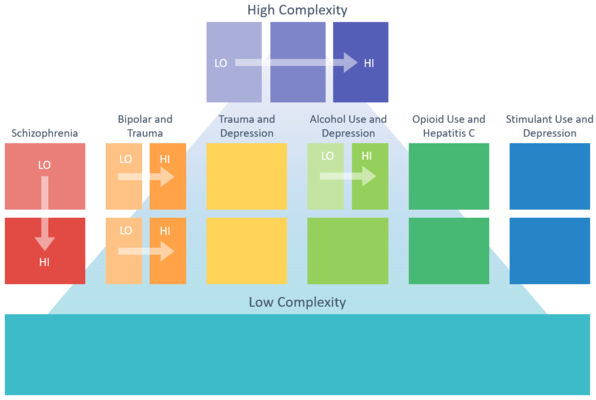 High Complexity
LO HI
Schizophrenia
Bipolar and
Trauma
Trauma and
Depression
Alcohol Use and
Depression
Opioid Use and
Hepatitis C
Stimulant Use and
Depression
LO
HI
LO HI
LO HI
LO HI
Low Complexity